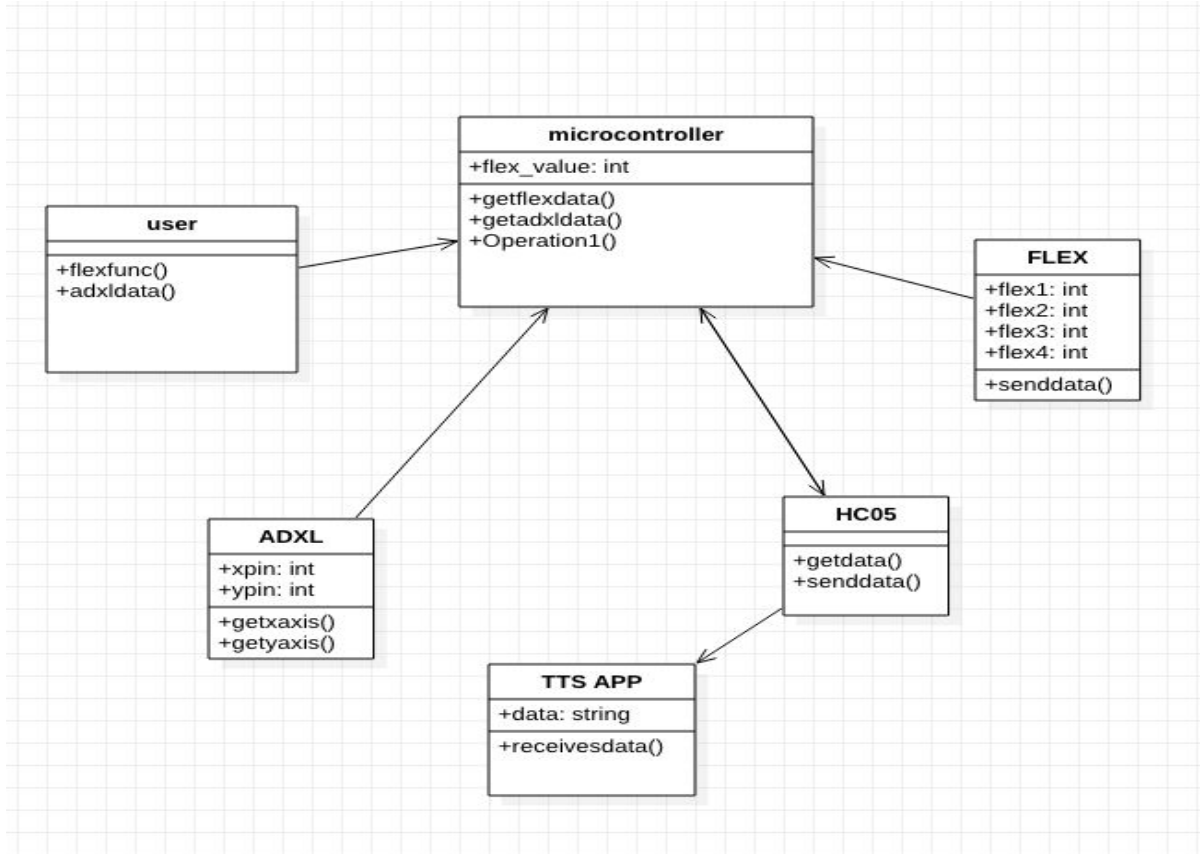 microcontroller
+flex_value: int
+getflexdata()
+getadxldata()
+Operation1()
user
+flexfunc()
+adxldata()
FLEX
+flex1: int
+flex2: int
+flex3: int
+flex4: int
+senddata()
ADXL
+xpin: int
+ypin: int
+getxaxis()
+getyaxis()
HC05
+getdata()
+senddata()
TTS APP
+data: string
+receivesdata()